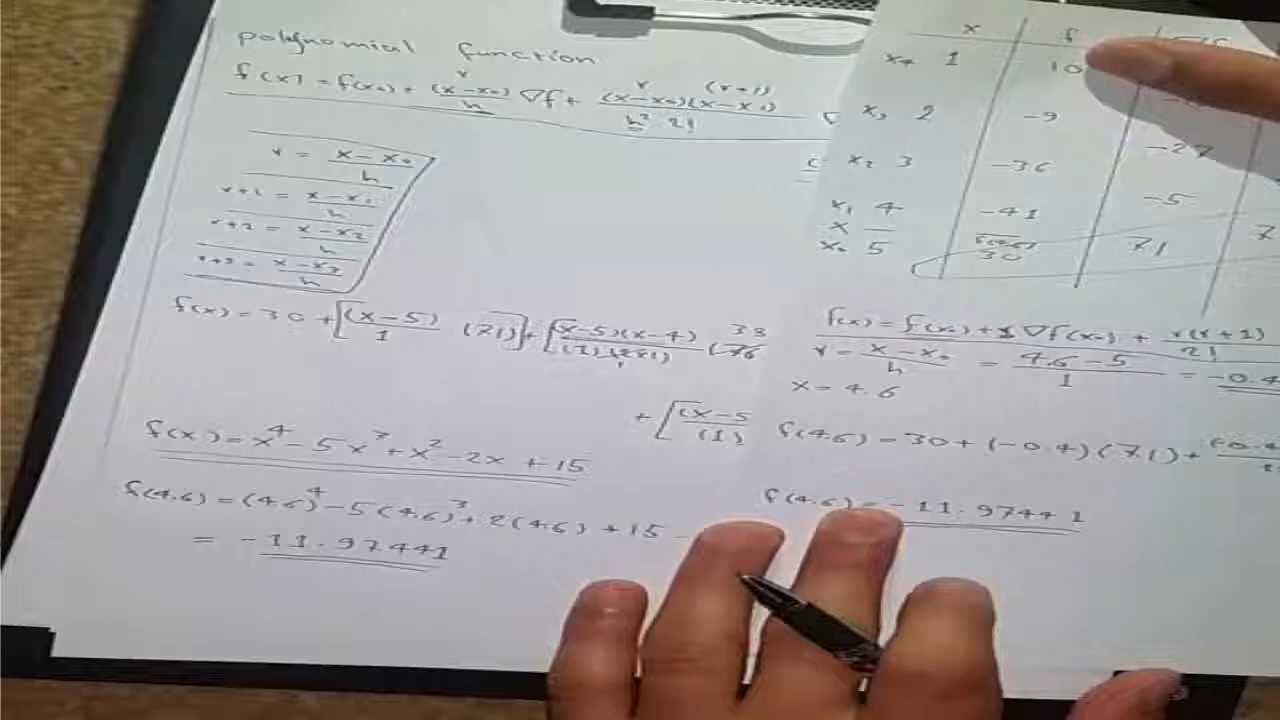 polynomial function
f(x) = f(x₀) + (x-x₀)/h ∇f + (x-x₀)(x-x₁)/h² 2!
r r (r+1)
r = (x-x₀)/h
r+1 = (x-x₁)/h
r+2 = (x-x₂)/h
r+3 = (x-x₃)/h
f(x) = 30 + [(x-5)/1 (71)] + [(x-5)(x-4)/(1)
38
+ [(x-5/(1)
f(x) = x⁴ - 5x³ + x² - 2x + 15
f(4.6) = (4.6)⁴ - 5(4.6)³ + 2(4.6) + 15
= -11.97441
x f
x₄ 1 10
x₃ 2 -9
-27
x₂ 3 -36
-5
x₁ 4 -41
x
x₀ 5 30 71 7
f(x) = f(x₀) + r ∇f(x₀) + r(r+1)/2!
r = (x-x₀)/h = (4.6-5)/1 = -0.4
x = 4.6
f(4.6) = 30 + (-0.4)(71) + (-0.4
f(4.6) = -11.97441